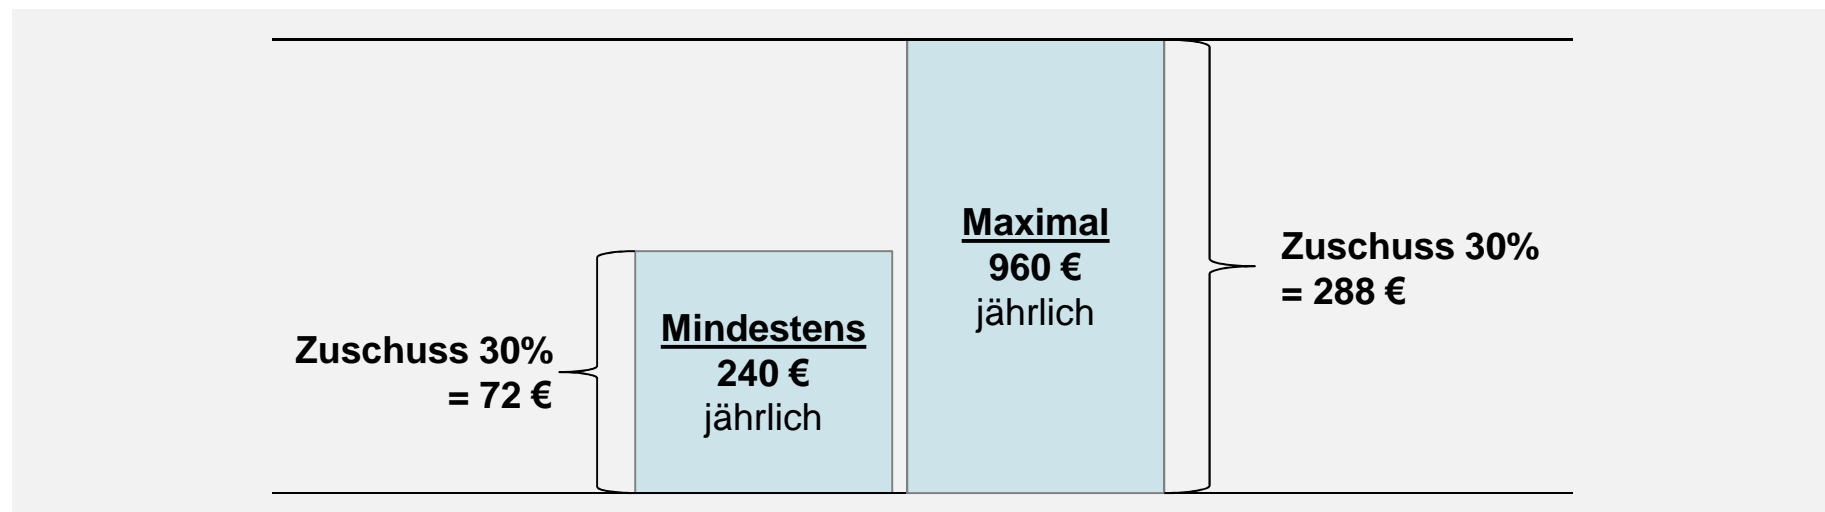 Zuschuss 30%
= 72 €
Mindestens
240 €
jährlich
Maximal
960 €
jährlich
Zuschuss 30%
= 288 €